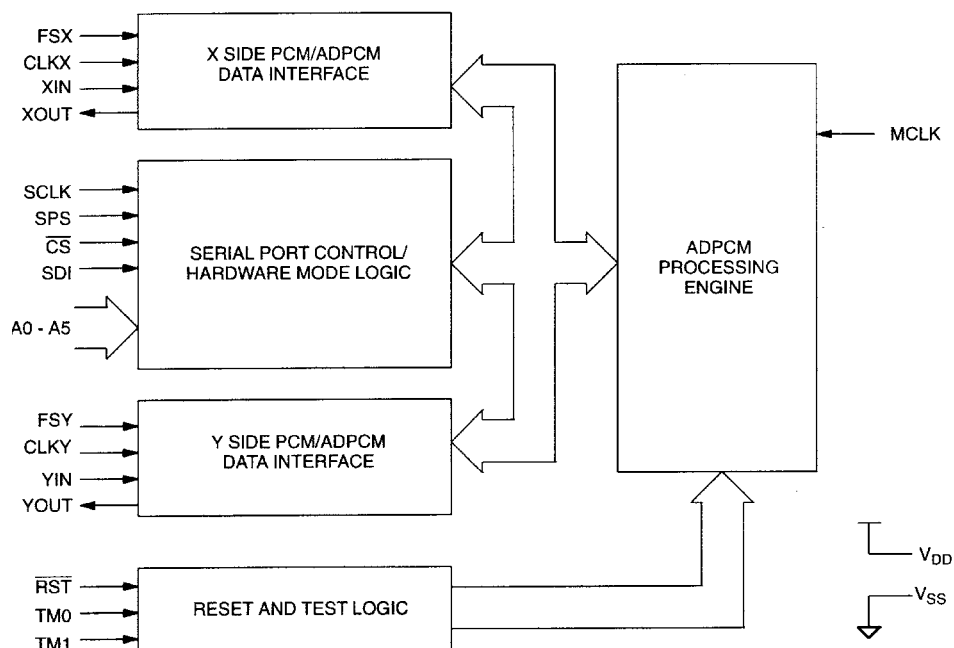 FSX
CLKX
XIN
XOUT
X SIDE PCM/ADPCM
DATA INTERFACE
MCLK
SCLK
SPS
CS
SDI
A0 - A5
SERIAL PORT CONTROL/
HARDWARE MODE LOGIC
ADPCM
PROCESSING
ENGINE
FSY
CLKY
YIN
YOUT
Y SIDE PCM/ADPCM
DATA INTERFACE
RST
TM0
TM1
RESET AND TEST LOGIC
VDD
VSS